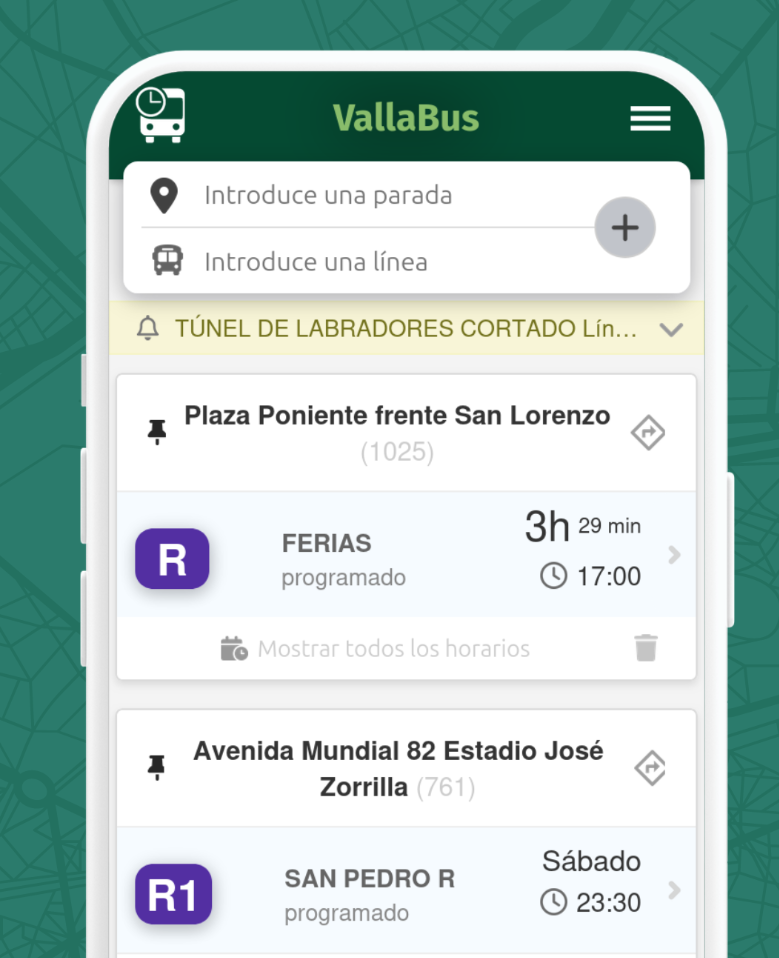 VallaBus
Introduce una parada
Introduce una línea
TÚNEL DE LABRADORES CORTADO Lín...
Plaza Poniente frente San Lorenzo
(1025)
R
FERIAS
programado
3h 29 min
17:00
Mostrar todos los horarios
Avenida Mundial 82 Estadio José
Zorrilla (761)
R1
SAN PEDRO R
programado
Sábado
23:30